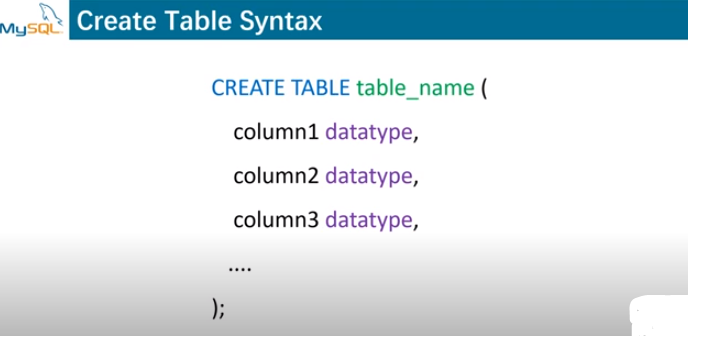 MySQL
Create Table Syntax
CREATE TABLE table_name (
column1 datatype,
column2 datatype,
column3 datatype,
....
);